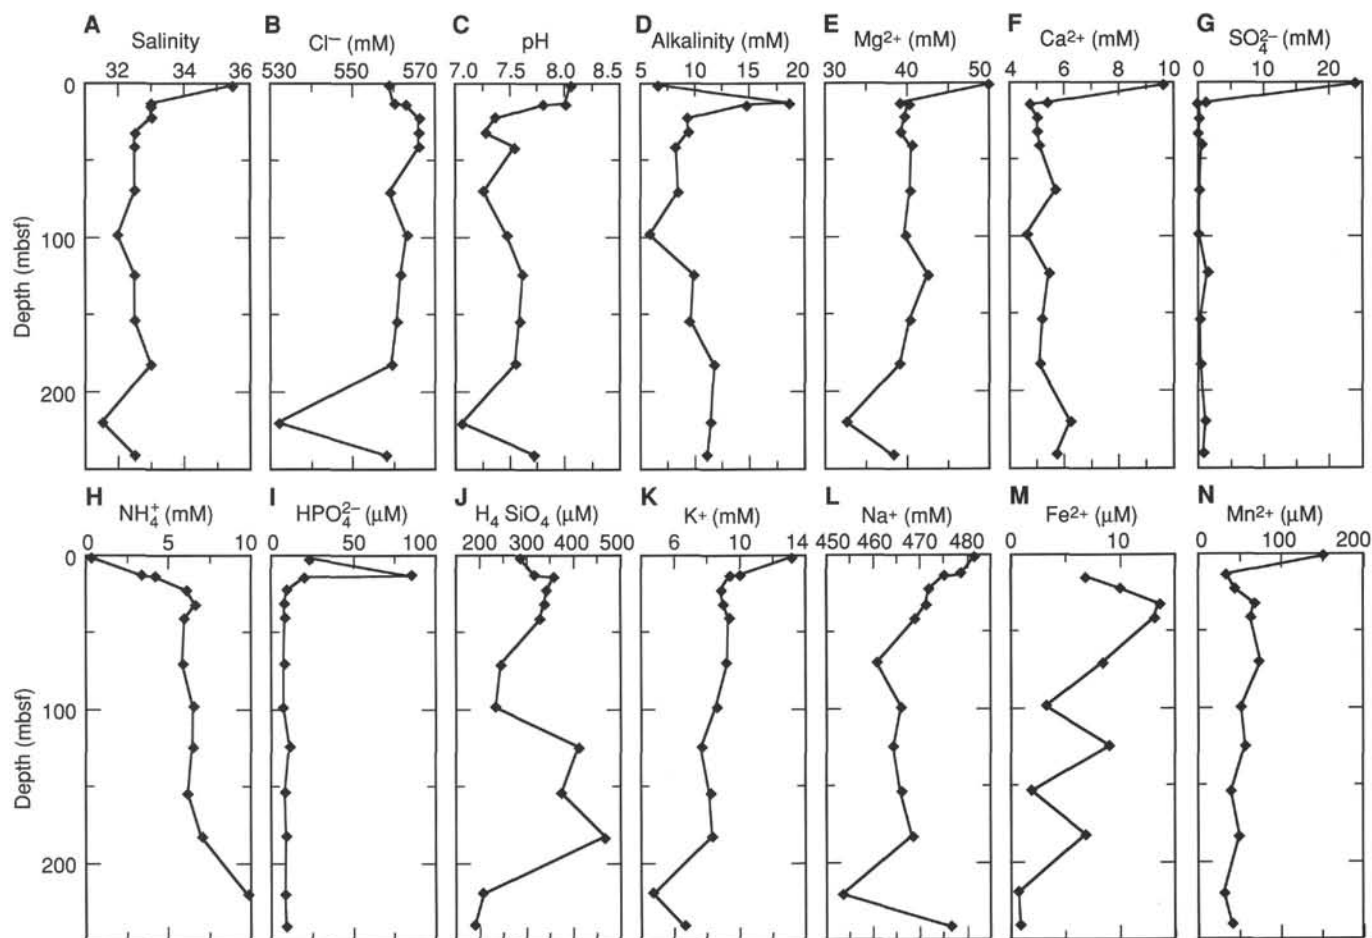 A B C D E F G
Salinity Cl⁻ (mM) pH Alkalinity (mM) Mg²⁺ (mM) Ca²⁺ (mM) SO₄²⁻ (mM)
32 34 36 530 550 570 7.0 7.5 8.0 8.5 5 10 15 20 30 40 50 4 6 8 10 0 10 20
0
100
200
Depth (mbsf)
H I J K L M N
NH₄⁺ (mM) HPO₄²⁻ (μM) H₄SiO₄ (μM) K⁺ (mM) Na⁺ (mM) Fe²⁺ (μM) Mn²⁺ (μM)
0 5 10 0 50 100 200 300 400 500 6 10 14 450 460 470 480 0 10 0 100 200
0
100
200
Depth (mbsf)